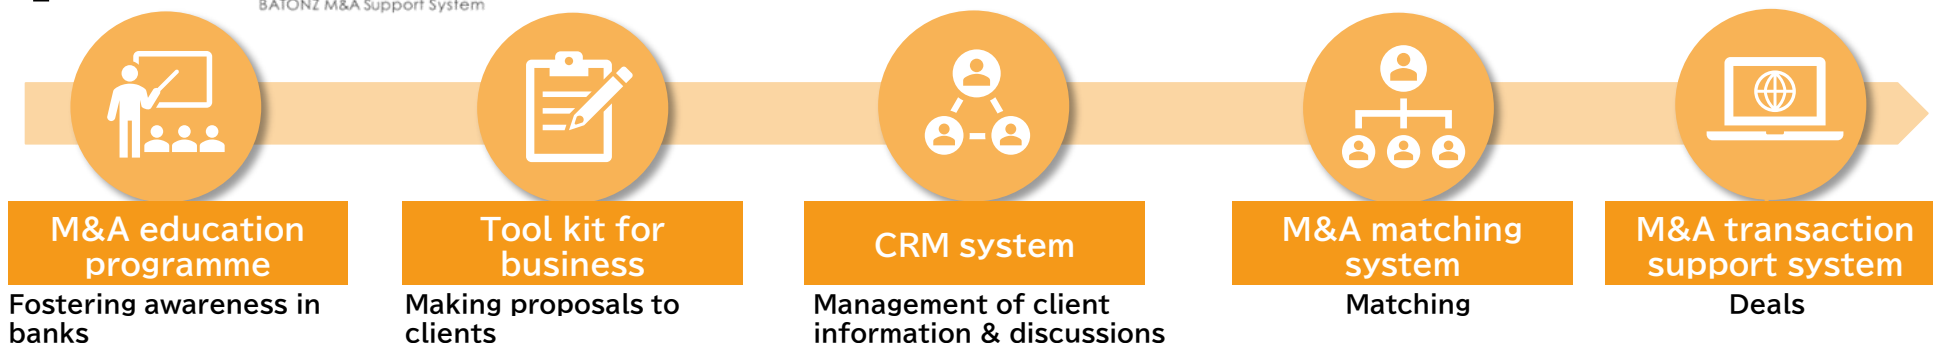 BATONZ M&A Support System
M&A education
programme
Tool kit for
business
CRM system
M&A matching
system
M&A transaction
support system
Fostering awareness in
banks
Making proposals to
clients
Management of client
information & discussions
Matching
Deals